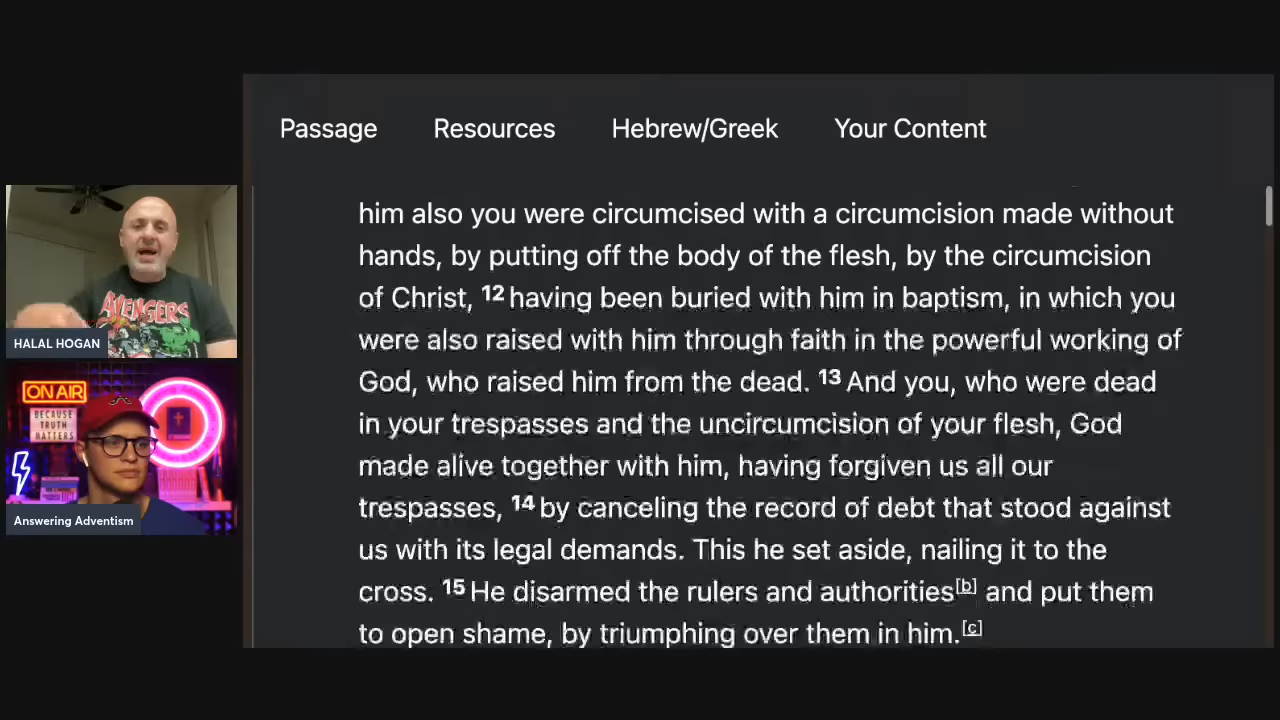 Passage Resources Hebrew/Greek Your Content
him also you were circumcised with a circumcision made without
hands, by putting off the body of the flesh, by the circumcision
of Christ, 12 having been buried with him in baptism, in which you
were also raised with him through faith in the powerful working of
God, who raised him from the dead. 13 And you, who were dead
in your trespasses and the uncircumcision of your flesh, God
made alive together with him, having forgiven us all our
trespasses, 14 by canceling the record of debt that stood against
us with its legal demands. This he set aside, nailing it to the
cross. 15 He disarmed the rulers and authorities[b] and put them
to open shame, by triumphing over them in him.[c]
AVENGERS
HALAL HOGAN
ON AIR
BECAUSE
TRUTH
MATTERS
Answering Adventism